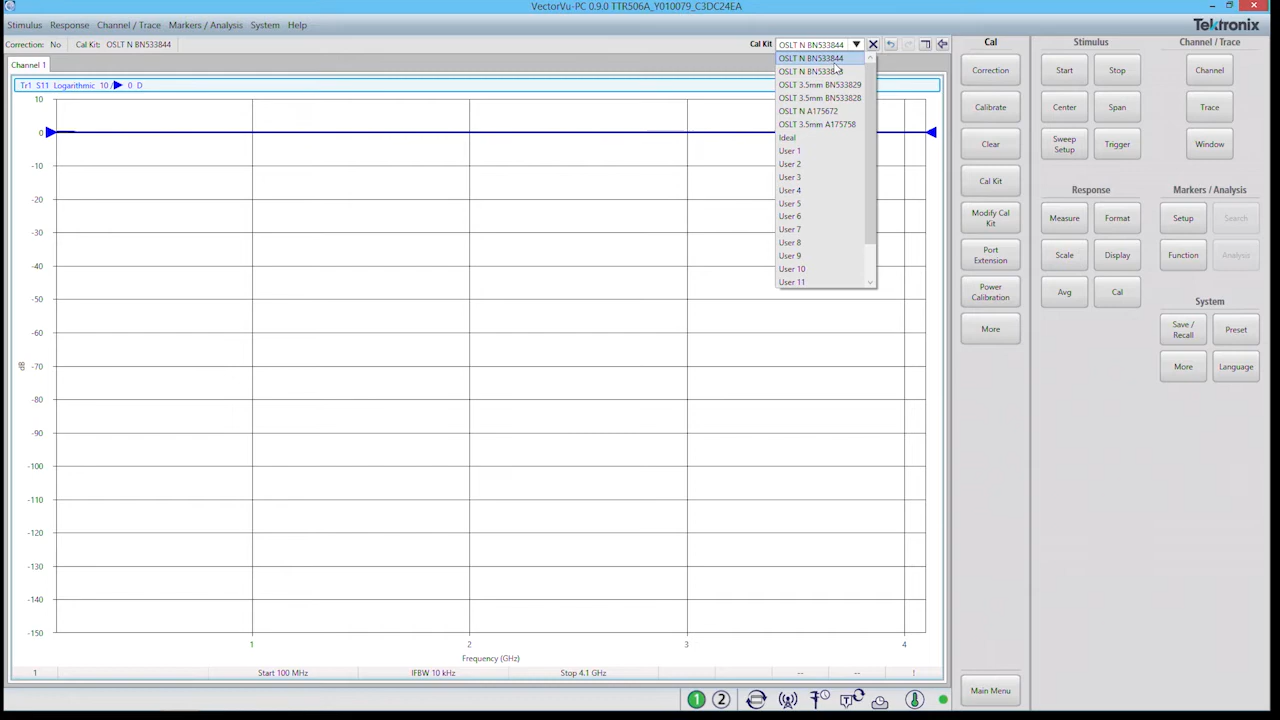 VectorVu-PC 0.9.0 TTR506A_Y010079_C3DC24EA
Stimulus Response Channel / Trace Markers / Analysis System Help
Tektronix
Correction: No Cal Kit: OSLT N BN533844
Cal Kit OSLT N BN533844
Channel 1
Tr1 S11 Logarithmic 10 / 0 D
OSLT N BN533844
OSLT N
OSLT 3.5mm BN533829
OSLT 3.5mm BN533828
OSLT N A175672
OSLT 3.5mm A175758
Ideal
User 1
User 2
User 3
User 4
User 5
User 6
User 7
User 8
User 9
User 10
User 11
10
0
-10
-20
-30
-40
-50
-60
-70
-80
-90
-100
-110
-120
-130
-140
-150
dB
1 2 3 4
Frequency (GHz)
1 Start 100 MHz IFBW 10 kHz Stop 4.1 GHz -- -- !
1 2
Cal
Correction
Calibrate
Clear
Cal Kit
Modify Cal
Kit
Port
Extension
Power
Calibration
More
Main Menu
Stimulus
Start Stop
Center Span
Sweep
Setup
Trigger
Response
Measure Format
Scale Display
Avg Cal
Channel / Trace
Channel
Trace
Window
Markers / Analysis
Setup Search
Function Analysis
System
Save /
Recall
Preset
More Language